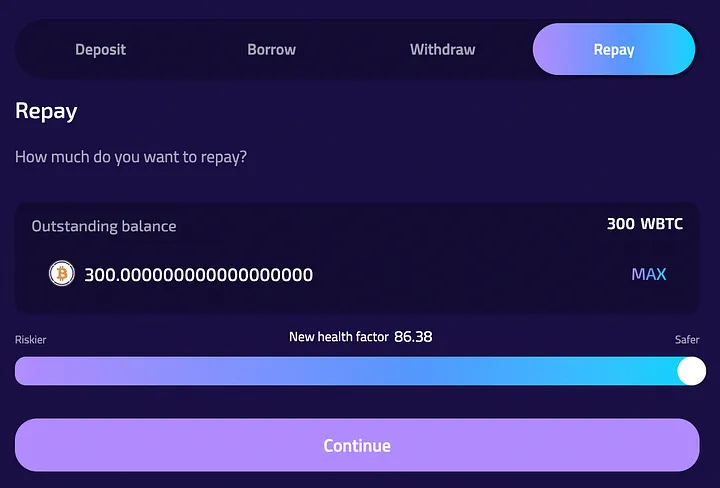 Deposit Borrow Withdraw Repay
Repay
How much do you want to repay?
Outstanding balance 300 WBTC
300.000000000000000000 MAX
Riskier New health factor 86.38 Safer
Continue